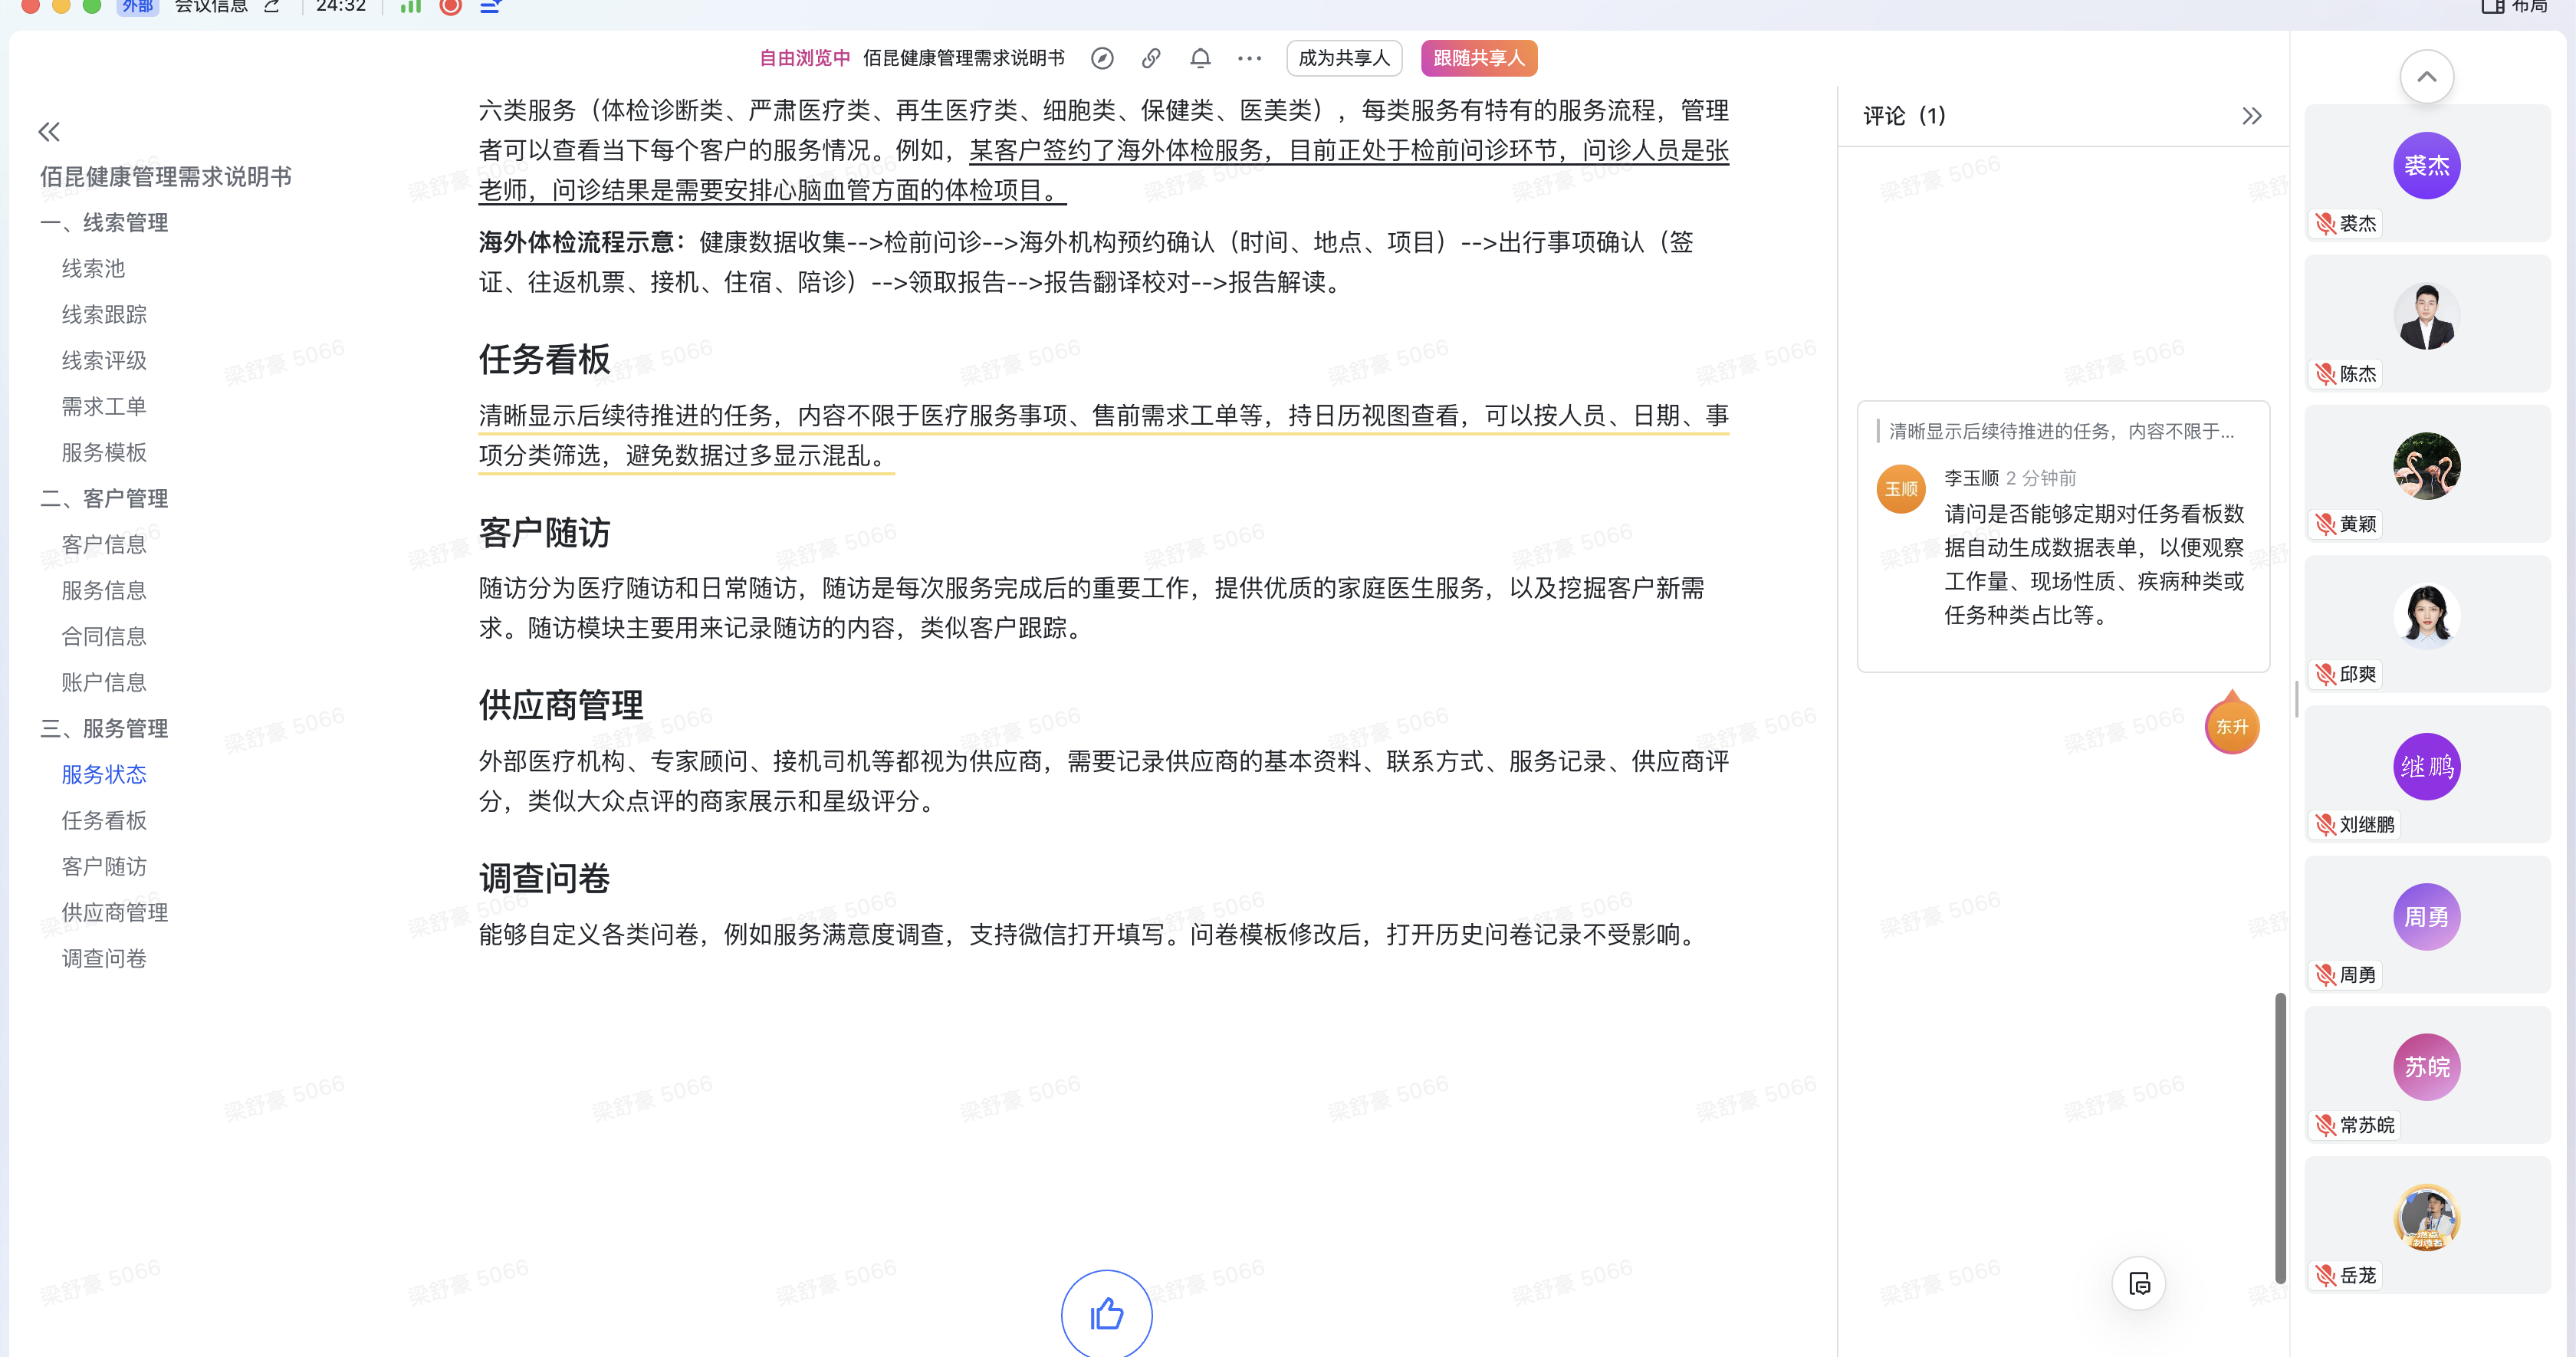 外部 会议信息 24:32 布局
自由浏览中 佰昆健康管理需求说明书 成为共享人 跟随共享人
佰昆健康管理需求说明书
一、线索管理
线索池
线索跟踪
线索评级
需求工单
服务模板
二、客户管理
客户信息
服务信息
合同信息
账户信息
三、服务管理
服务状态
任务看板
客户随访
供应商管理
调查问卷
六类服务（体检诊断类、严肃医疗类、再生医疗类、细胞类、保健类、医美类），每类服务有特有的服务流程，管理
者可以查看当下每个客户的服务情况。例如，某客户签约了海外体检服务，目前正处于检前问诊环节，问诊人员是张
老师，问诊结果是需要安排心脑血管方面的体检项目。
海外体检流程示意：健康数据收集-->检前问诊-->海外机构预约确认（时间、地点、项目）-->出行事项确认（签
证、往返机票、接机、住宿、陪诊）-->领取报告-->报告翻译校对-->报告解读。
任务看板
清晰显示后续待推进的任务，内容不限于医疗服务事项、售前需求工单等，持日历视图查看，可以按人员、日期、事
项分类筛选，避免数据过多显示混乱。
客户随访
随访分为医疗随访和日常随访，随访是每次服务完成后的重要工作，提供优质的家庭医生服务，以及挖掘客户新需
求。随访模块主要用来记录随访的内容，类似客户跟踪。
供应商管理
外部医疗机构、专家顾问、接机司机等都视为供应商，需要记录供应商的基本资料、联系方式、服务记录、供应商评
分，类似大众点评的商家展示和星级评分。
调查问卷
能够自定义各类问卷，例如服务满意度调查，支持微信打开填写。问卷模板修改后，打开历史问卷记录不受影响。
评论（1）
清晰显示后续待推进的任务，内容不限于...
玉顺
李玉顺 2 分钟前
请问是否能够定期对任务看板数
据自动生成数据表单，以便观察
工作量、现场性质、疾病种类或
任务种类占比等。
东升
裘杰
裘杰
陈杰
黄颖
邱爽
继鹏
刘继鹏
周勇
周勇
苏皖
常苏皖
岳茏
梁舒豪 5066